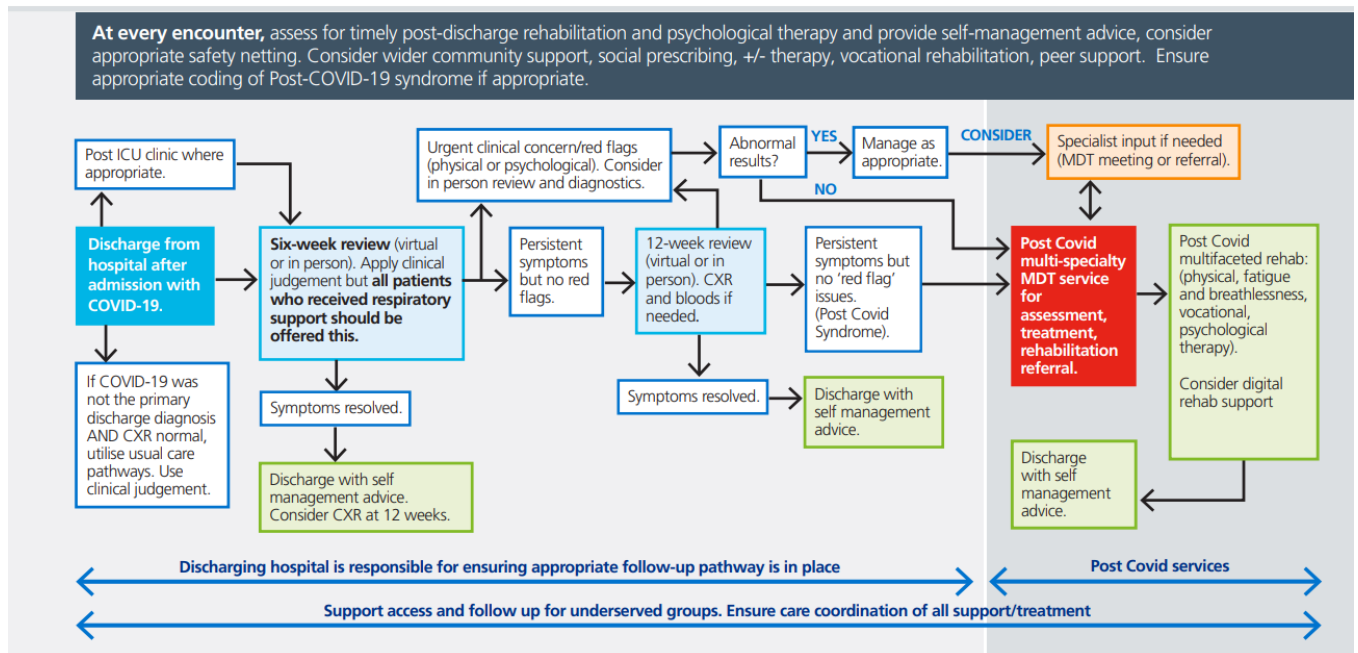 At every encounter, assess for timely post-discharge rehabilitation and psychological therapy and provide self-management advice, consider
appropriate safety netting. Consider wider community support, social prescribing, +/- therapy, vocational rehabilitation, peer support. Ensure
appropriate coding of Post-COVID-19 syndrome if appropriate.
Post ICU clinic where
appropriate.
Discharge from
hospital after
admission with
COVID-19.
If COVID-19 was
not the primary
discharge diagnosis
AND CXR normal,
utilise usual care
pathways. Use
clinical judgement.
Six-week review (virtual
or in person). Apply clinical
judgement but all patients
who received respiratory
support should be
offered this.
Symptoms resolved.
Discharge with self
management advice.
Consider CXR at 12 weeks.
Urgent clinical concern/red flags
(physical or psychological). Consider
in person review and diagnostics.
Persistent
symptoms
but no red
flags.
12-week review
(virtual or in
person). CXR
and bloods if
needed.
Symptoms resolved.
Discharge with
self management
advice.
Persistent
symptoms but
no 'red flag'
issues.
(Post Covid
Syndrome).
Abnormal
results?
YES
NO
Manage as
appropriate.
CONSIDER
Specialist input if needed
(MDT meeting or referral).
Post Covid
multi-specialty
MDT service
for
assessment,
treatment,
rehabilitation
referral.
Post Covid
multifaceted rehab:
(physical, fatigue
and breathlessness,
vocational,
psychological
therapy).
Consider digital
rehab support
Discharge
with self
management
advice.
Discharging hospital is responsible for ensuring appropriate follow-up pathway is in place
Post Covid services
Support access and follow up for underserved groups. Ensure care coordination of all support/treatment